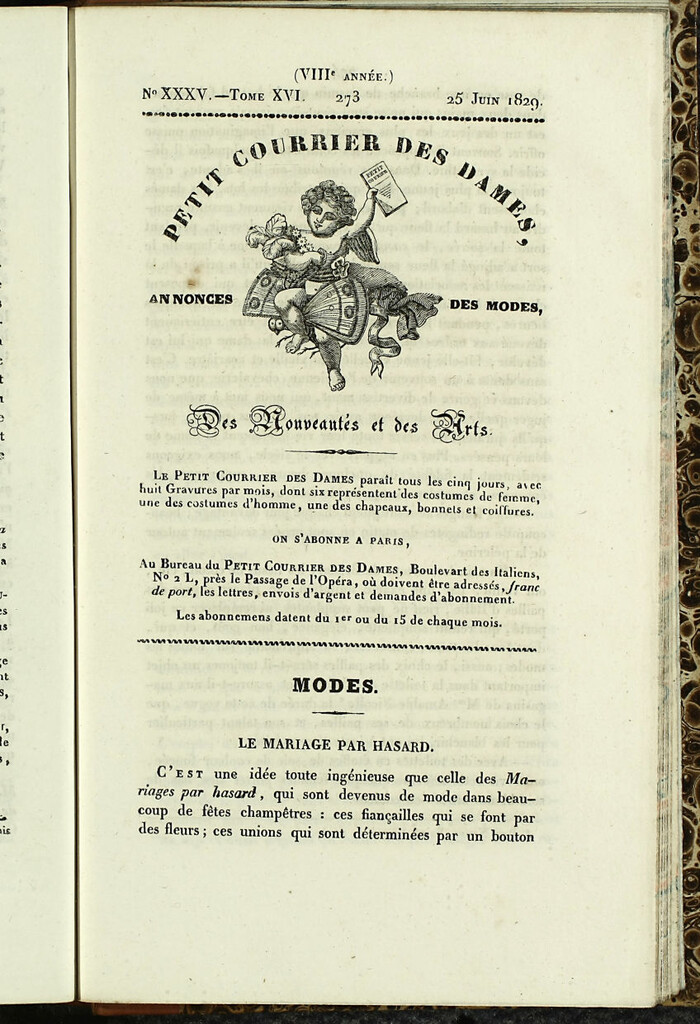 (VIIIe ANNÉE.)
No XXXV.—TOME XVI. 273 25 JUIN 1829.
PETIT COURRIER DES DAMES,
ANNONCES DES MODES,
Des Nouveautés et des Arts.
LE PETIT COURRIER DES DAMES paraît tous les cinq jours, avec
huit Gravures par mois, dont six représentent des costumes de femme,
une des costumes d'homme, une des chapeaux, bonnets et coiffures.
ON S'ABONNE A PARIS,
Au Bureau du PETIT COURRIER DES DAMES, Boulevart des Italiens,
No 2 L, près le Passage de l'Opéra, où doivent être adressés, franc
de port, les lettres, envois d'argent et demandes d'abonnement.
Les abonnemens datent du 1er ou du 15 de chaque mois.
MODES.
LE MARIAGE PAR HASARD.
C'EST une idée toute ingénieuse que celle des Ma-
riages par hasard, qui sont devenus de mode dans beau-
coup de fêtes champêtres : ces fiançailles qui se font par
des fleurs ; ces unions qui sont déterminées par un bouton